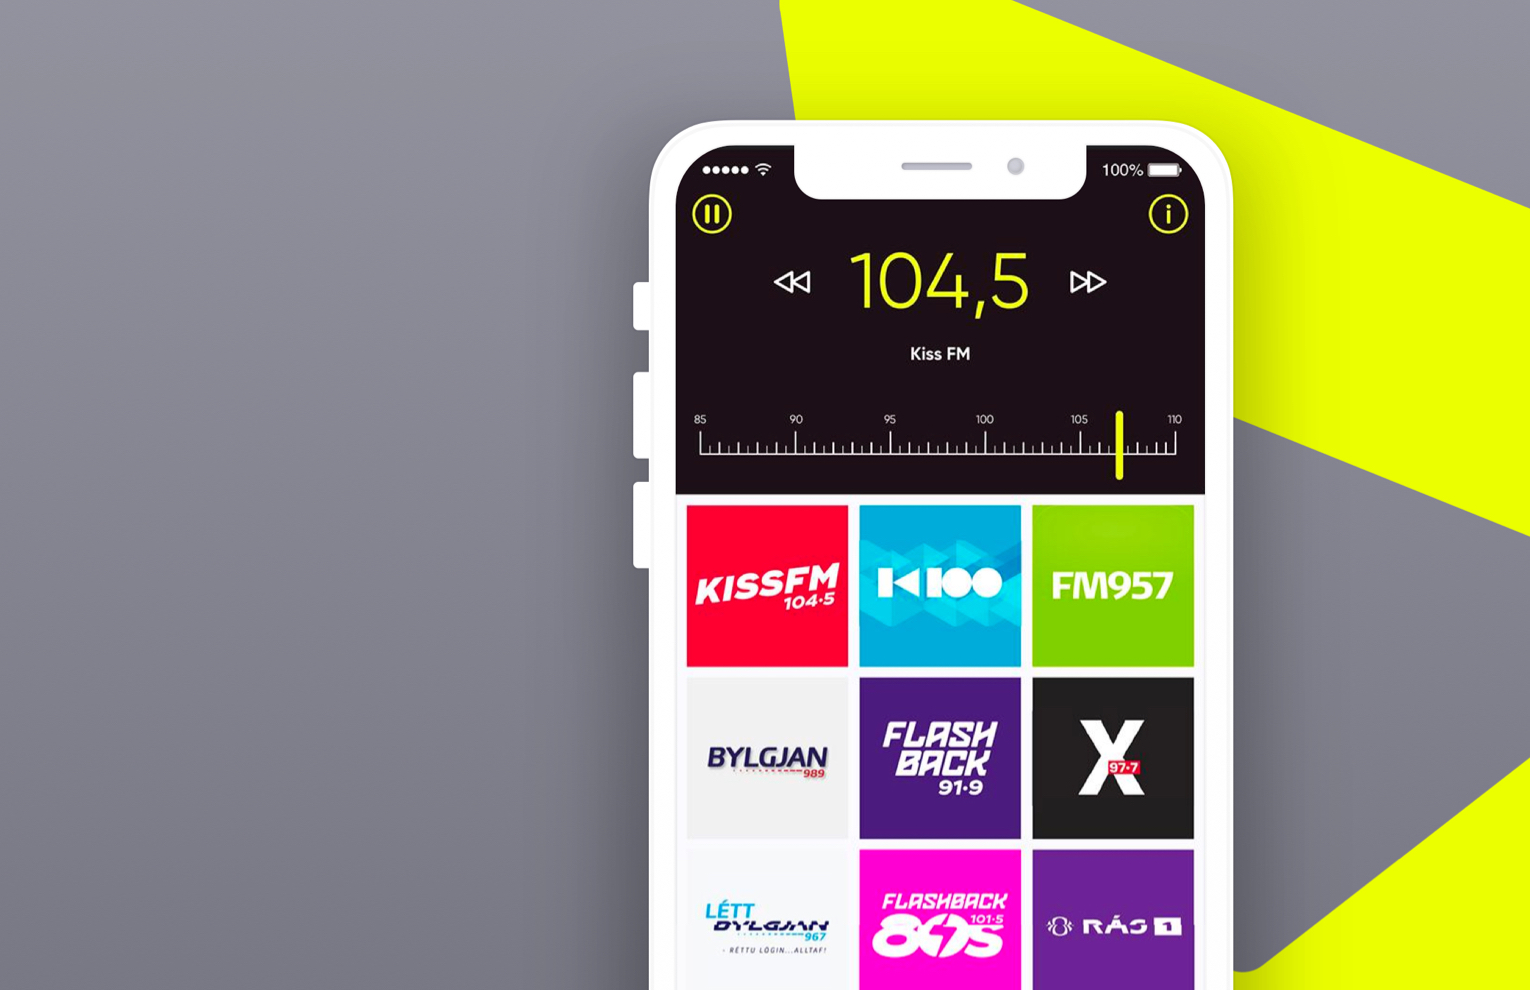 100%
104,5
Kiss FM
85 90 95 100 105 110
KISSFM
104·5
K100
FM957
BYLGJAN
989
FLASH
BACK
91·9
X
97·7
LÉTT
BYLGJAN
967
- RÉTTU LÖGIN...ALLTAF!
FLASHBACK
101·5
80s
RÁS 1